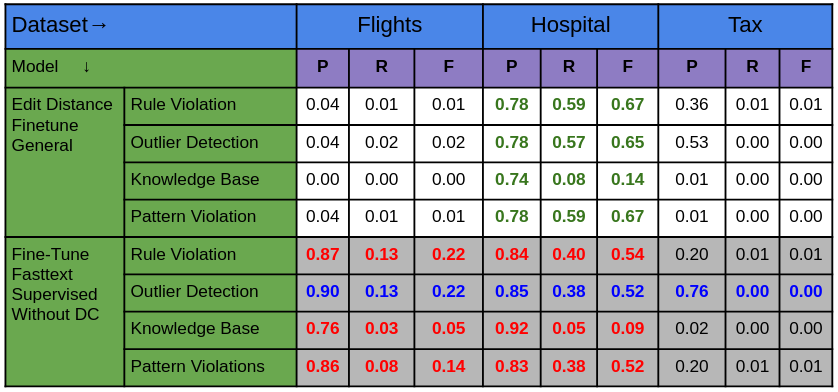 Dataset→ Flights Hospital Tax
Model ↓ P R F P R F P R F
Edit Distance Finetune General
Rule Violation 0.04 0.01 0.01 0.78 0.59 0.67 0.36 0.01 0.01
Outlier Detection 0.04 0.02 0.02 0.78 0.57 0.65 0.53 0.00 0.00
Knowledge Base 0.00 0.00 0.00 0.74 0.08 0.14 0.01 0.00 0.00
Pattern Violation 0.04 0.01 0.01 0.78 0.59 0.67 0.01 0.00 0.00
Fine-Tune Fasttext Supervised Without DC
Rule Violation 0.87 0.13 0.22 0.84 0.40 0.54 0.20 0.01 0.01
Outlier Detection 0.90 0.13 0.22 0.85 0.38 0.52 0.76 0.00 0.00
Knowledge Base 0.76 0.03 0.05 0.92 0.05 0.09 0.02 0.00 0.00
Pattern Violations 0.86 0.08 0.14 0.83 0.38 0.52 0.20 0.01 0.01